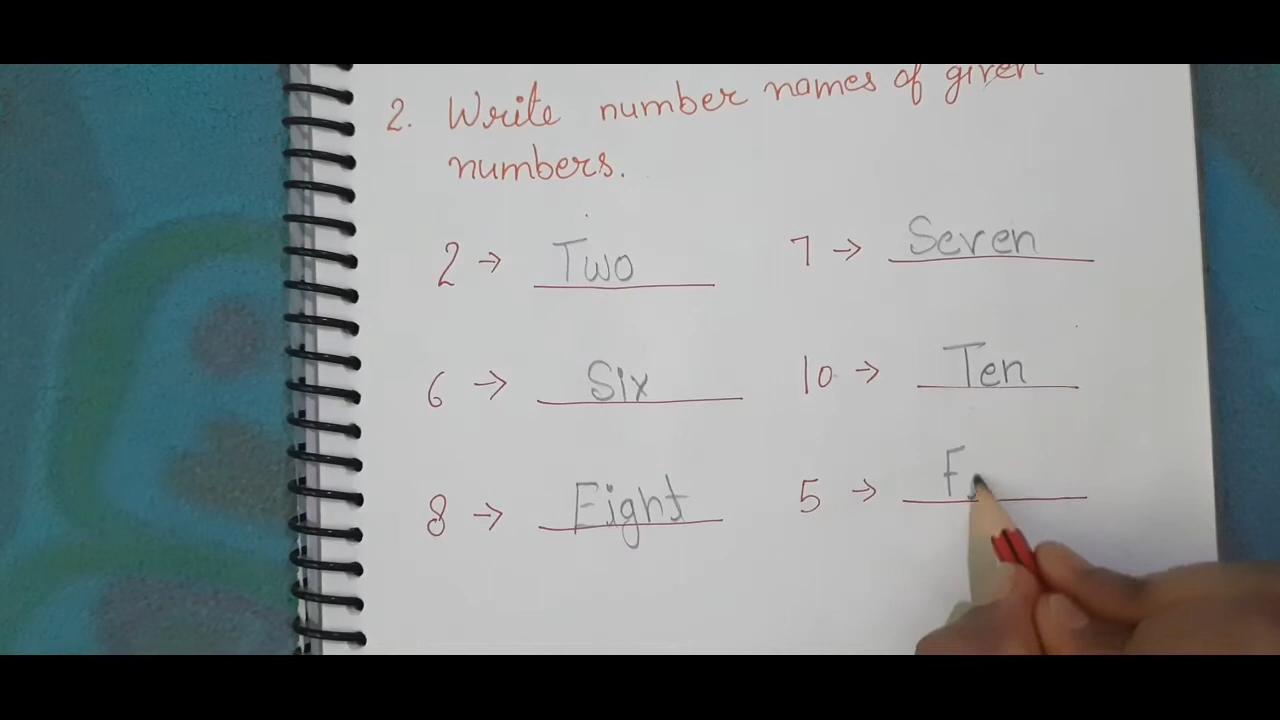 2. Write number names of given
numbers.
2 → Two 7 → Seven
6 → Six 10 → Ten
8 → Eight 5 → F